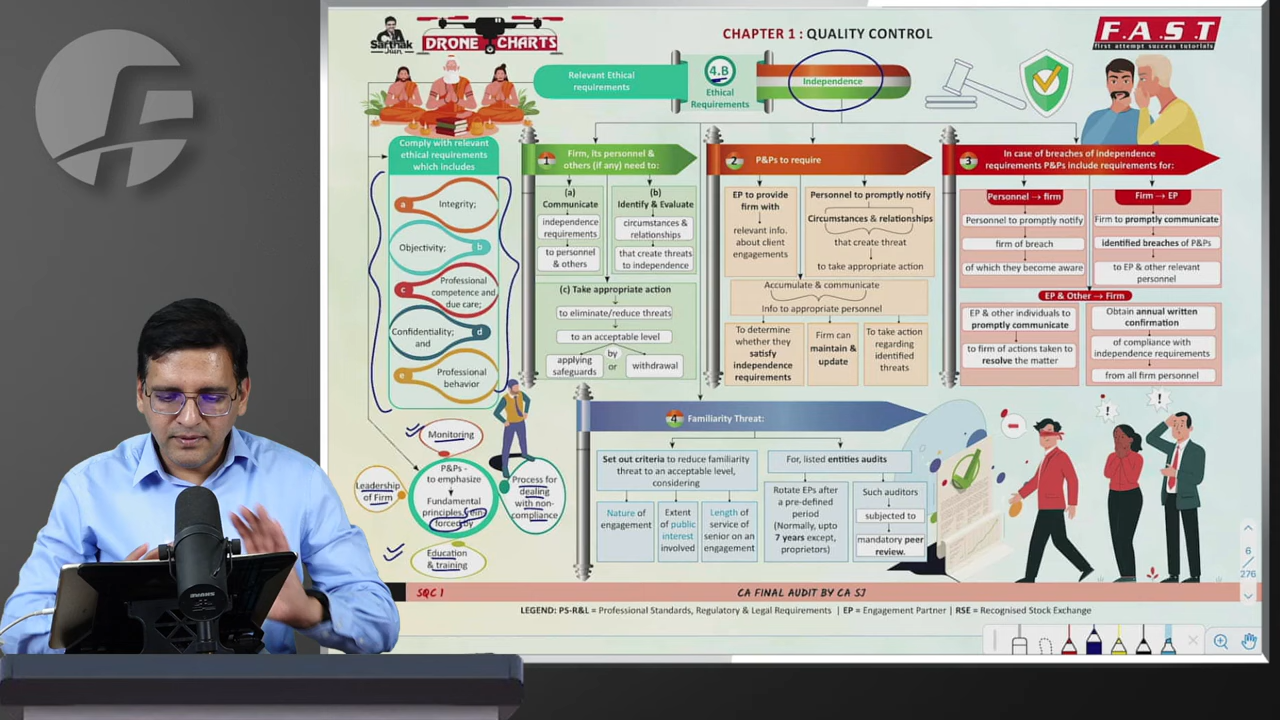 Sarthak
Jain
DRONE CHARTS
CHAPTER 1 : QUALITY CONTROL
F.A.S.T
first attempt success tutorials
Relevant Ethical
requirements
4.B
Ethical
Requirements
Independence
Comply with relevant
ethical requirements
which includes
a
Integrity;
Objectivity;
b
c
Professional
competence and
due care;
Confidentiality;
and
d
e
Professional
behavior
Monitoring
Leadership
of Firm
P&Ps -
to emphasize
Fundamental
principles,
forced by
Process for
dealing
with non-
compliance
Education
& training
1
Firm, its personnel &
others (if any) need to:
(a)
Communicate
independence
requirements
to personnel
& others
(b)
Identify & Evaluate
circumstances &
relationships
that create threats
to independence
(c) Take appropriate action
to eliminate/reduce threats
to an acceptable level
by
applying
safeguards
or
withdrawal
2
P&Ps to require
EP to provide
firm with
relevant info.
about client
engagements
Personnel to promptly notify
Circumstances & relationships
that create threat
to take appropriate action
Accumulate & communicate
Info to appropriate personnel
To determine
whether they
satisfy
independence
requirements
Firm can
maintain &
update
To take action
regarding
identified
threats
3
In case of breaches of independence
requirements P&Ps include requirements for:
Personnel → firm
Personnel to promptly notify
firm of breach
of which they become aware
Firm → EP
Firm to promptly communicate
identified breaches of P&Ps
to EP & other relevant
personnel
EP & Other → Firm
EP & other individuals to
promptly communicate
to firm of actions taken to
resolve the matter
Obtain annual written
confirmation
of compliance with
independence requirements
from all firm personnel
4
Familiarity Threat:
Set out criteria to reduce familiarity
threat to an acceptable level,
considering
Nature of
engagement
Extent
of public
interest
involved
Length of
service of
senior on an
engagement
For, listed entities audits
Rotate EPs after
a pre-defined
period
(Normally, upto
7 years except,
proprietors)
Such auditors
subjected to
mandatory peer
review.
6
/
276
SQC 1
CA FINAL AUDIT BY CA SJ
LEGEND: PS-R&L = Professional Standards, Regulatory & Legal Requirements | EP = Engagement Partner | RSE = Recognised Stock Exchange